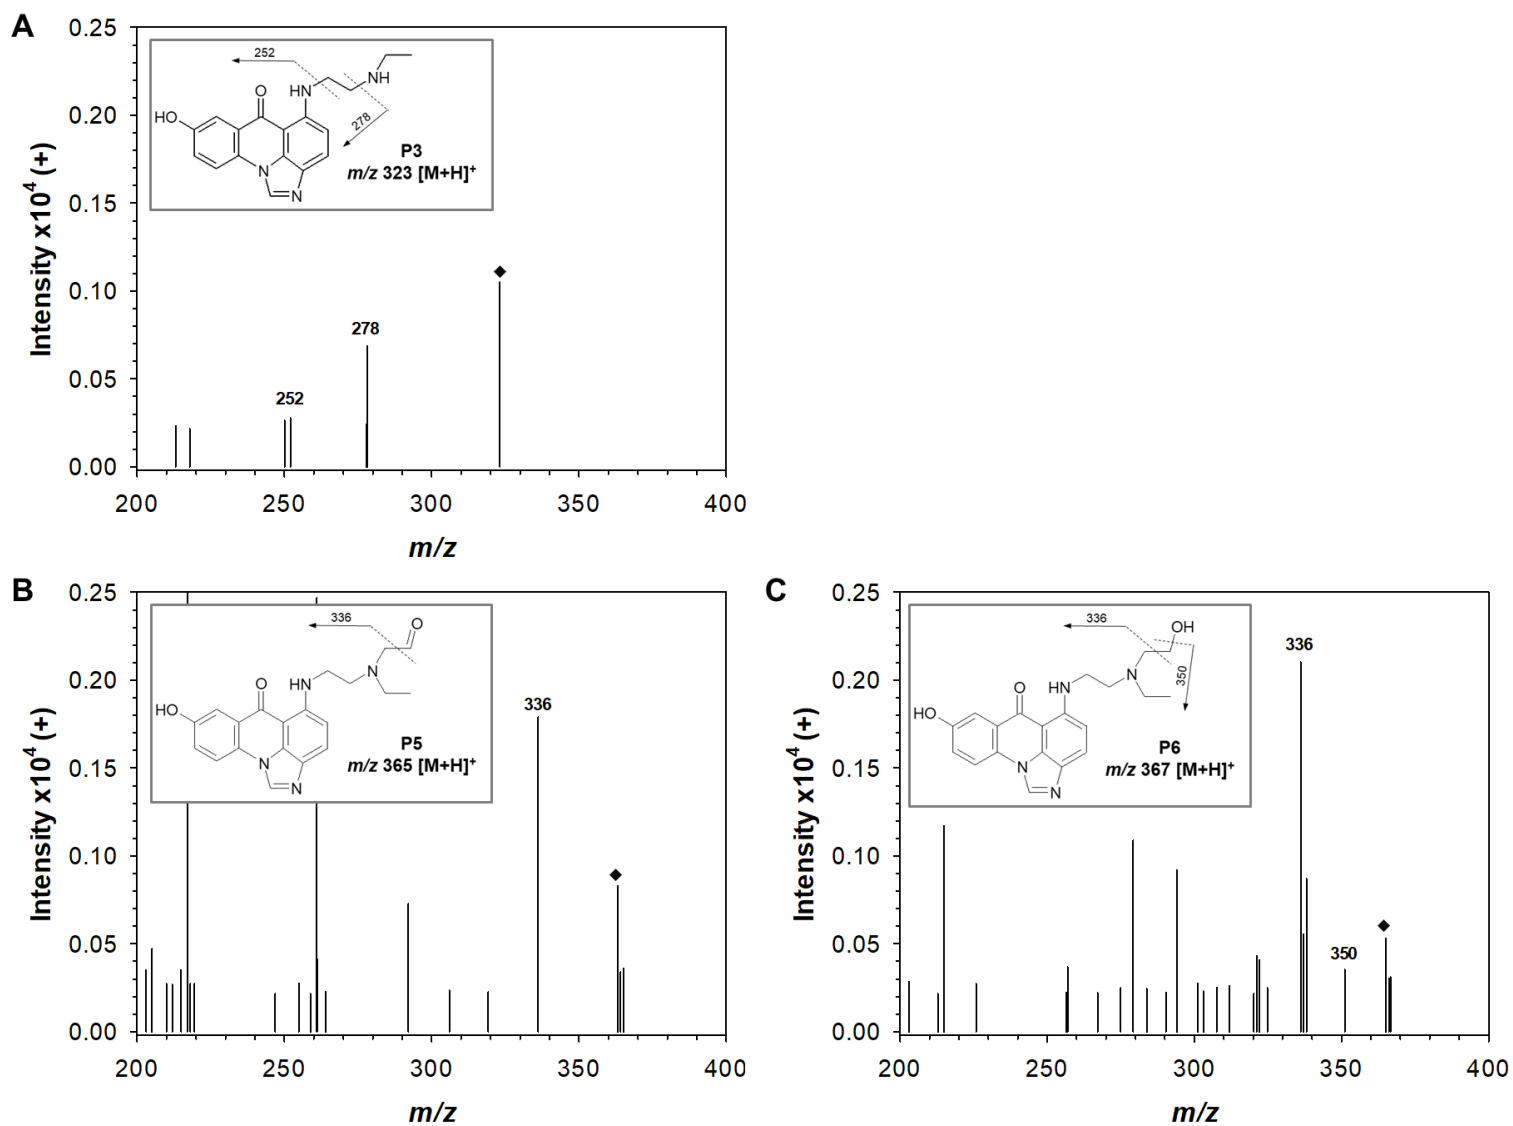 A
Intensity x10⁴ (+)
0.25
0.20
0.15
0.10
0.05
0.00
252
278
O
HN
NH
HO
N
N
P3
m/z 323 [M+H]⁺
252
278
◆
200 250 300 350 400
m/z
B
Intensity x10⁴ (+)
0.25
0.20
0.15
0.10
0.05
0.00
336
O
N
O
HN
HO
N
N
P5
m/z 365 [M+H]⁺
336
◆
200 250 300 350 400
m/z
C
Intensity x10⁴ (+)
0.25
0.20
0.15
0.10
0.05
0.00
336
OH
350
N
O
HN
HO
N
N
P6
m/z 367 [M+H]⁺
336
350
◆
200 250 300 350 400
m/z